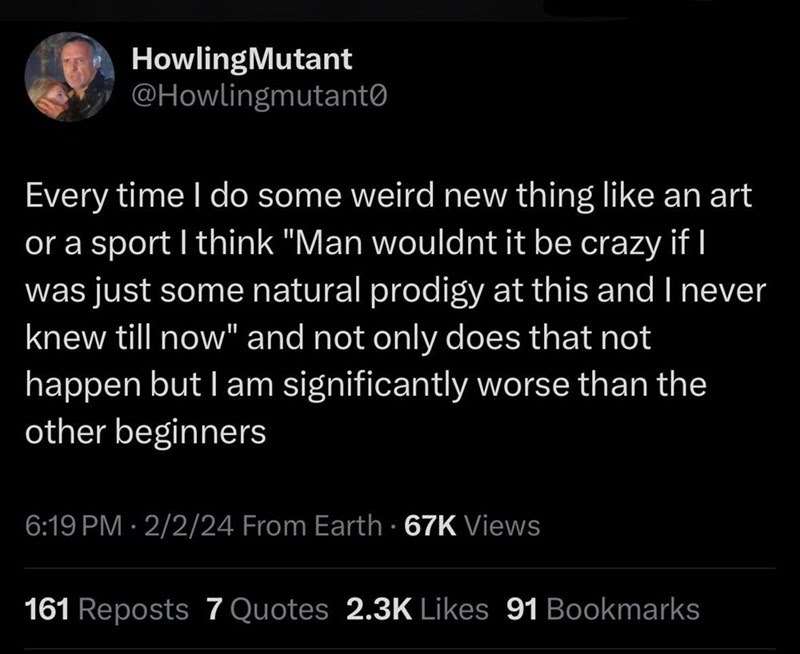 HowlingMutant
@Howlingmutant0
Every time I do some weird new thing like an art
or a sport I think "Man wouldnt it be crazy if I
was just some natural prodigy at this and I never
knew till now" and not only does that not
happen but I am significantly worse than the
other beginners
6:19 PM · 2/2/24 From Earth · 67K Views
161 Reposts 7 Quotes 2.3K Likes 91 Bookmarks